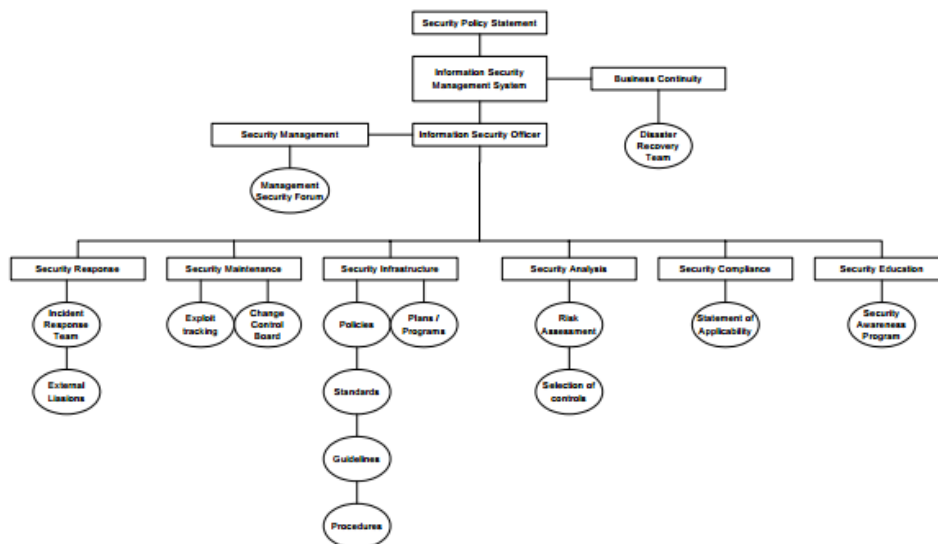 Security Policy Statement
Information Security
Management System
Business Continuity
Security Management
Information Security Officer
Disaster
Recovery
Team
Management
Security Forum
Security Response
Security Maintenance
Security Infrastructure
Security Analysis
Security Compliance
Security Education
Incident
Response
Team
Exploit
tracking
Change
Control
Board
Policies
Plans /
Programs
Risk
Assessment
Statement of
Applicability
Security
Awareness
Program
External
Liasions
Standards
Selection of
controls
Guidelines
Procedures